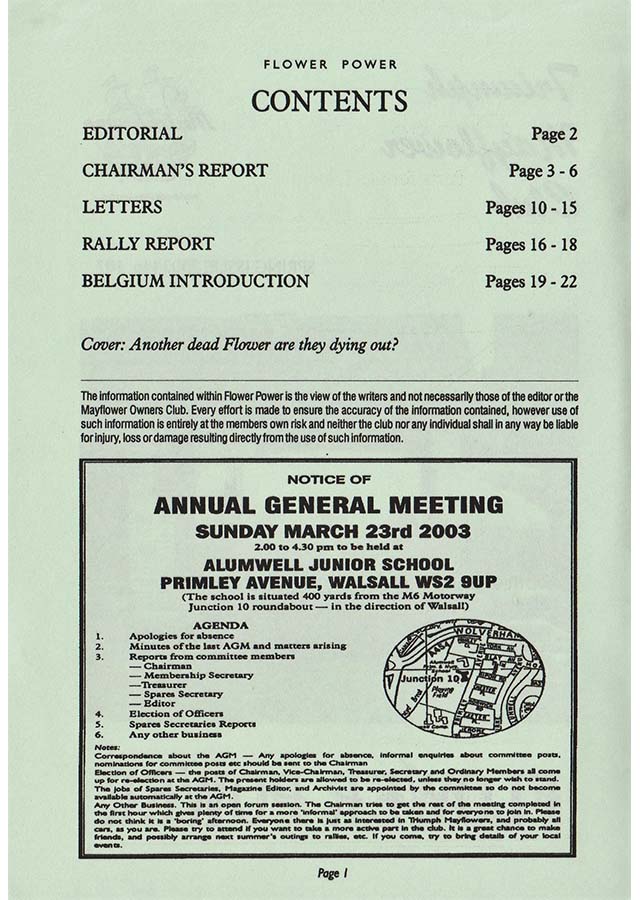 FLOWER POWER
CONTENTS
EDITORIAL Page 2
CHAIRMAN'S REPORT Page 3 - 6
LETTERS Pages 10 - 15
RALLY REPORT Pages 16 - 18
BELGIUM INTRODUCTION Pages 19 - 22
Cover: Another dead Flower are they dying out?
The information contained within Flower Power is the view of the writers and not necessarily those of the editor or the
Mayflower Owners Club. Every effort is made to ensure the accuracy of the information contained, however use of
such information is entirely at the members own risk and neither the club nor any individual shall in any way be liable
for injury, loss or damage resulting directly from the use of such information.
NOTICE OF
ANNUAL GENERAL MEETING
SUNDAY MARCH 23rd 2003
2.00 to 4.30 pm to be held at
ALUMWELL JUNIOR SCHOOL
PRIMLEY AVENUE, WALSALL WS2 9UP
(The school is situated 400 yards from the M6 Motorway
Junction 10 roundabout — in the direction of Walsall)
AGENDA
1. Apologies for absence
2. Minutes of the last AGM and matters arising
3. Reports from committee members
— Chairman
— Membership Secretary
—Treasurer
— Spares Secretary
— Editor
4. Election of Officers
5. Spares Secretaries Reports
6. Any other business
WOLVERHAM
A454
Junction 10
Playing
Field
Notes:
Correspondence about the AGM — Any apologies for absence, informal enquiries about committee posts,
nominations for committee posts etc should be sent to the Chairman
Election of Officers — the posts of Chairman, Vice-Chairman, Treasurer, Secretary and Ordinary Members all come
up for re-election at the AGM. The present holders are allowed to be re-elected, unless they no longer wish to stand.
The jobs of Spares Secretaries, Magazine Editor, and Archivist are appointed by the committee so do not become
available automatically at the AGM.
Any Other Business. This is an open forum session. The Chairman tries to get the rest of the meeting completed in
the first hour which gives plenty of time for a more 'informal' approach to be taken and for everyone to join in. Please
do not think it is a 'boring' afternoon. Everyone there is just as interested in Triumph Mayflowers, and probably all
cars, as you are. Please try to attend if you want to take a more active part in the club. It is a great chance to make
friends, and possibly arrange next summer's outings to rallies, etc. If you come, try to bring details of your local
events.
Page 1